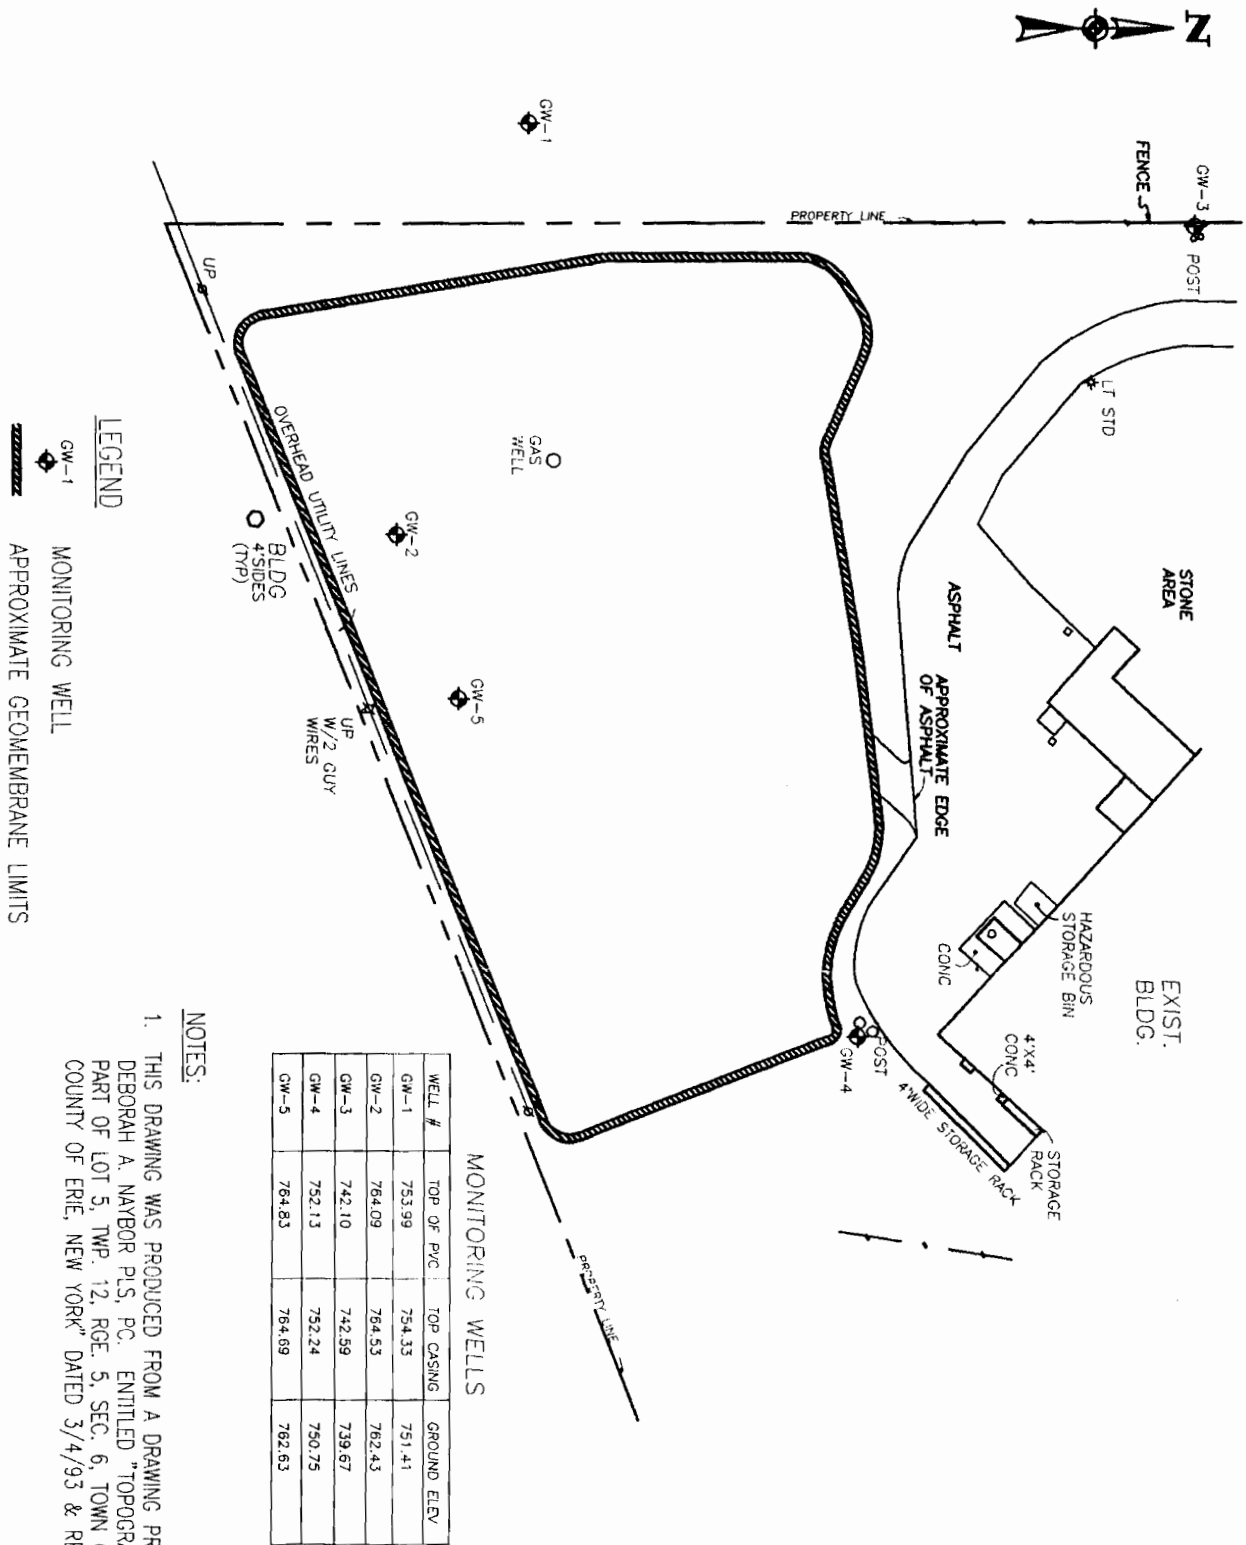 N
GW-1
FENCE
GW-3
POST
PROPERTY LINE
UP
LT STD
STONE
AREA
ASPHALT
APPROXIMATE EDGE
OF ASPHALT
GAS
WELL
GW-2
GW-5
OVERHEAD UTILITY LINES
BLDG
4'SIDES
(TYP)
UP
W/2 GUY
WIRES
HAZARDOUS
STORAGE BIN
CONC
EXIST.
BLDG.
4'X4'
CONC
STORAGE
RACK
4'WIDE STORAGE RACK
POST
GW-4
PROPERTY LINE
LEGEND
GW-1
MONITORING WELL
APPROXIMATE GEOMEMBRANE LIMITS
MONITORING WELLS
WELL # TOP OF PVC TOP CASING GROUND ELEV
GW-1 753.99 754.33 751.41
GW-2 764.09 764.53 762.43
GW-3 742.10 742.59 739.67
GW-4 752.13 752.24 750.75
GW-5 764.83 764.69 762.63
NOTES:
1. THIS DRAWING WAS PRODUCED FROM A DRAWING PR
DEBORAH A. NAYBOR PLS, PC. ENTITLED "TOPOGRA
PART OF LOT 5, TWP. 12, RGE. 5, SEC. 6, TOWN
COUNTY OF ERIE, NEW YORK" DATED 3/4/93 & RE